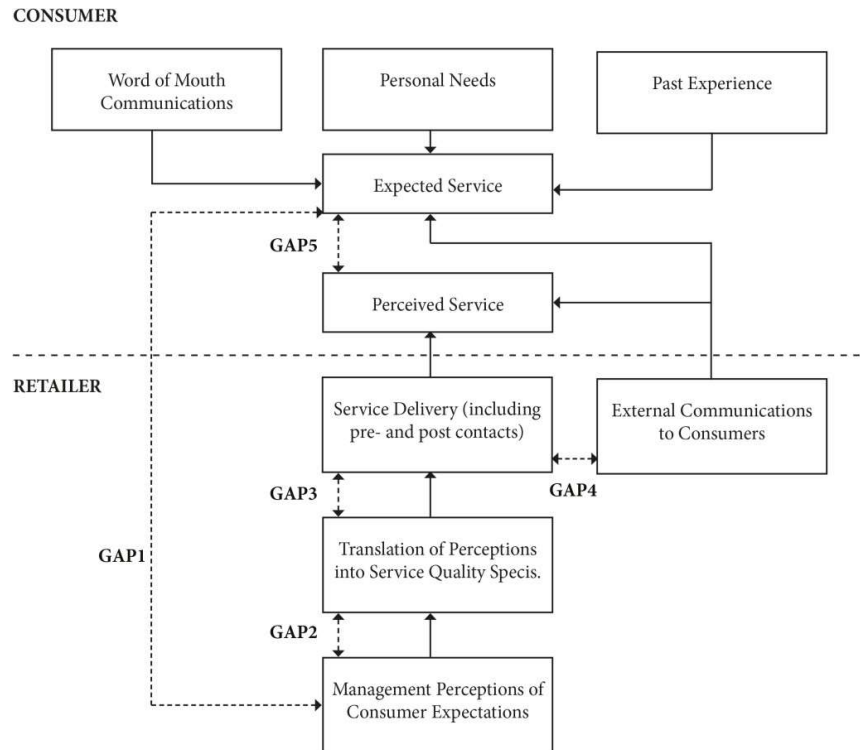 CONSUMER
Word of Mouth
Communications
Personal Needs
Past Experience
Expected Service
GAP5
Perceived Service
RETAILER
Service Delivery (including
pre- and post contacts)
External Communications
to Consumers
GAP3
GAP4
GAP1
Translation of Perceptions
into Service Quality Specis.
GAP2
Management Perceptions of
Consumer Expectations